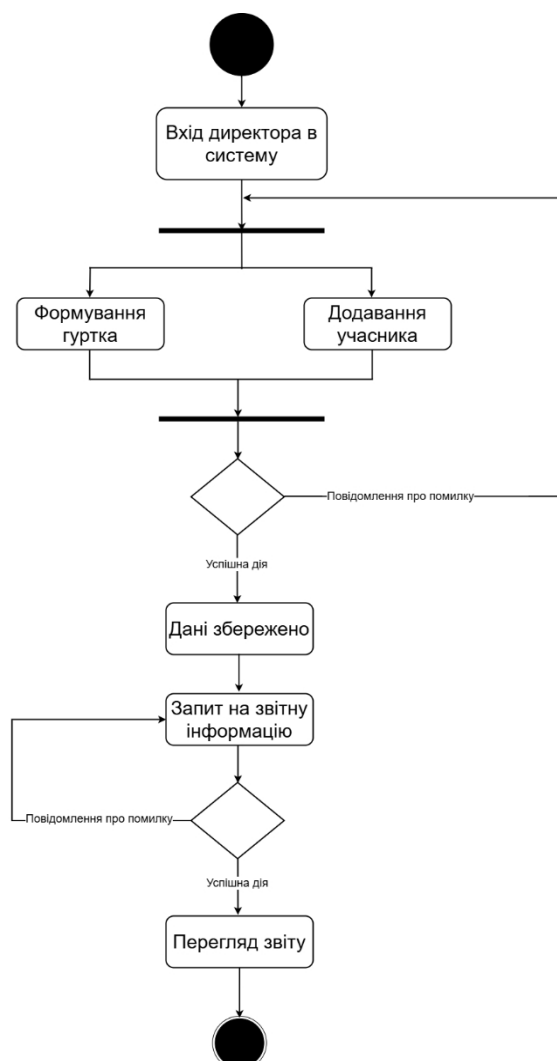 Вхід директора в
систему
Формування
гуртка
Додавання
учасника
Повідомлення про помилку
Успішна дія
Дані збережено
Запит на звітну
інформацію
Повідомлення про помилку
Успішна дія
Перегляд звіту